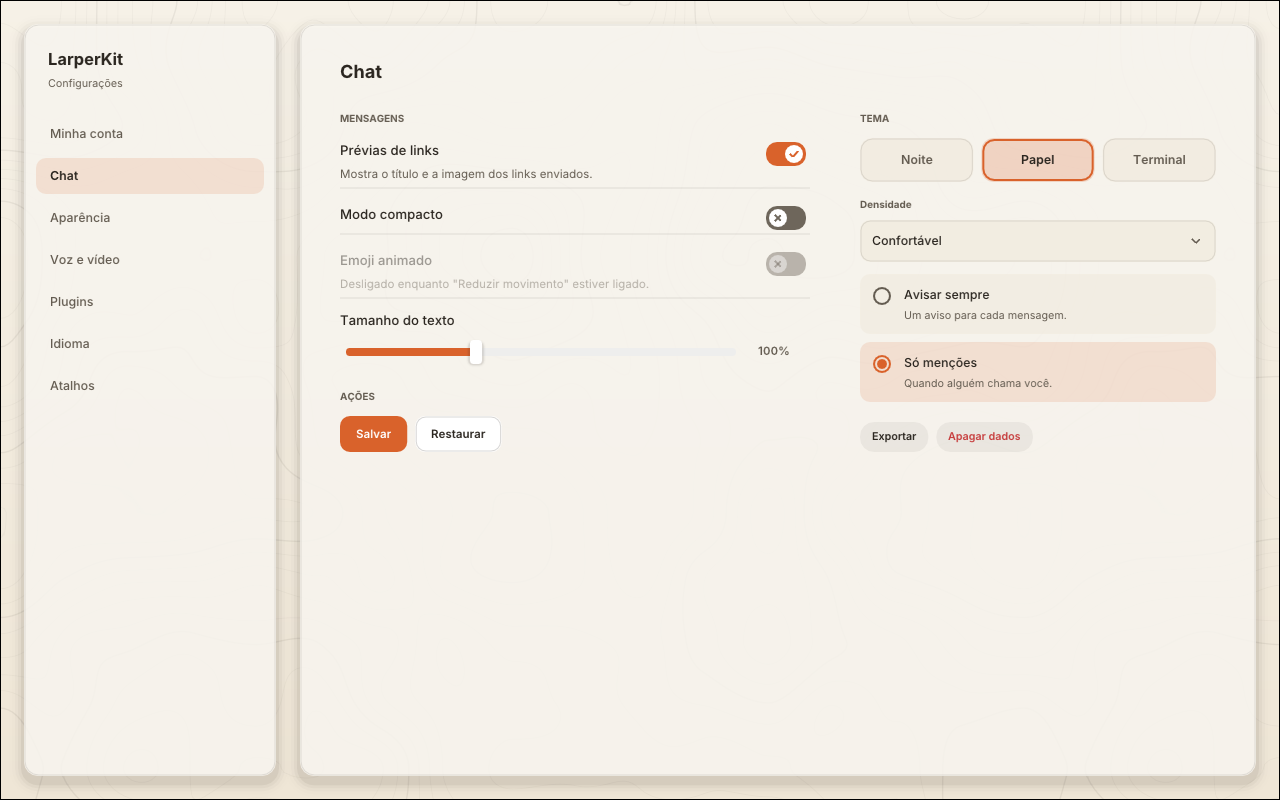 LarperKit
Configurações
Minha conta
Chat
Aparência
Voz e vídeo
Plugins
Idioma
Atalhos
Chat
MENSAGENS
Prévias de links
Mostra o título e a imagem dos links enviados.
Modo compacto
Emoji animado
Desligado enquanto "Reduzir movimento" estiver ligado.
Tamanho do texto
100%
AÇÕES
Salvar
Restaurar
TEMA
Noite
Papel
Terminal
Densidade
Confortável
Avisar sempre
Um aviso para cada mensagem.
Só menções
Quando alguém chama você.
Exportar
Apagar dados